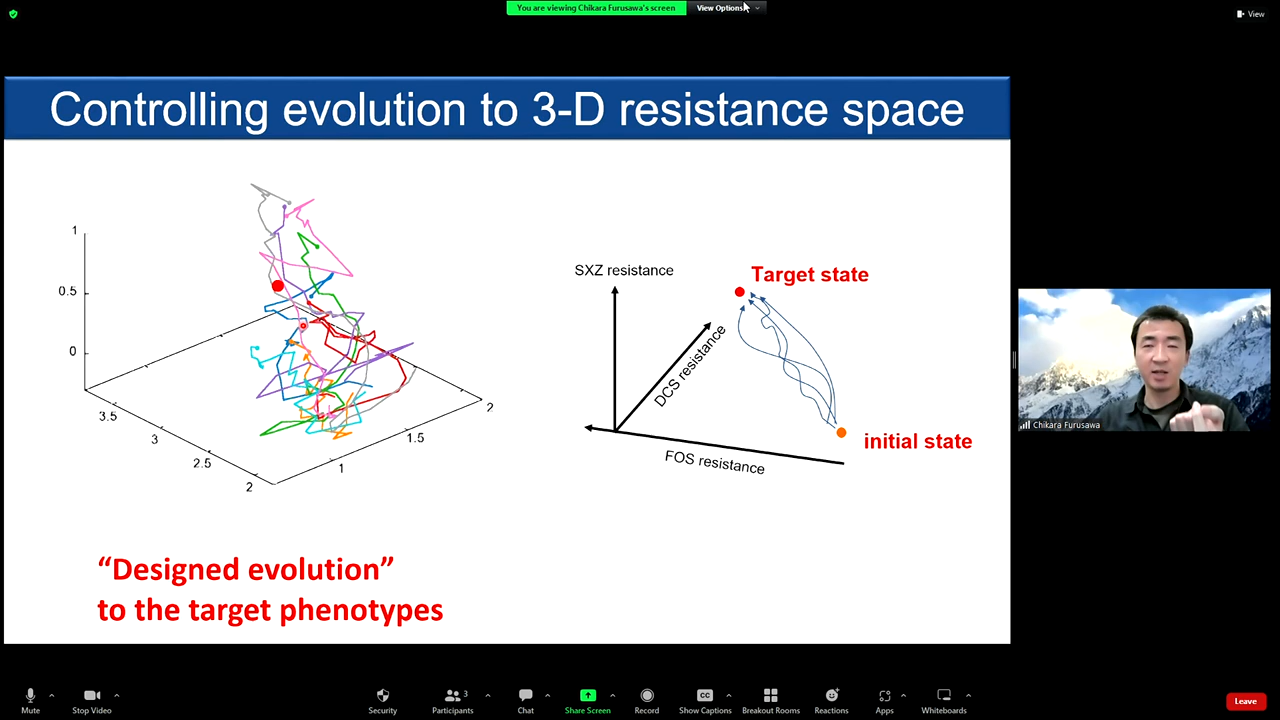 You are viewing Chikara Furusawa's screen
View Options
View
Controlling evolution to 3-D resistance space
1
0.5
0
3.5
3
2.5
2
1
1.5
2
SXZ resistance
Target state
DCS resistance
FOS resistance
initial state
“Designed evolution”
to the target phenotypes
Chikara Furusawa
Mute
Stop Video
Security
Participants
3
Chat
Share Screen
Record
CC
Show Captions
Breakout Rooms
Reactions
Apps
Whiteboards
Leave